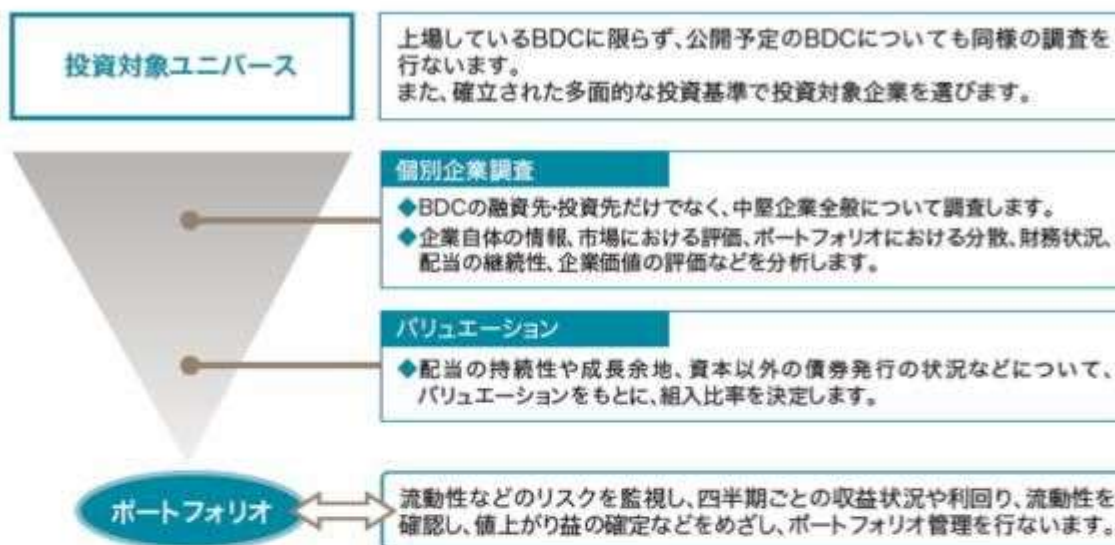 投資対象ユニバース
上場しているBDCに限らず、公開予定のBDCについても同様の調査を
行ないます。
また、確立された多面的な投資基準で投資対象企業を選びます。
個別企業調査
◆BDCの融資先・投資先だけでなく、中堅企業全般について調査します。
◆企業自体の情報、市場における評価、ポートフォリオにおける分散、財務状況、
配当の継続性、企業価値の評価などを分析します。
バリュエーション
◆配当の持続性や成長余地、資本以外の債券発行の状況などについて、
バリュエーションをもとに、組入比率を決定します。
ポートフォリオ
流動性などのリスクを監視し、四半期ごとの収益状況や利回り、流動性を
確認し、値上がり益の確定などをめざし、ポートフォリオ管理を行ないます。